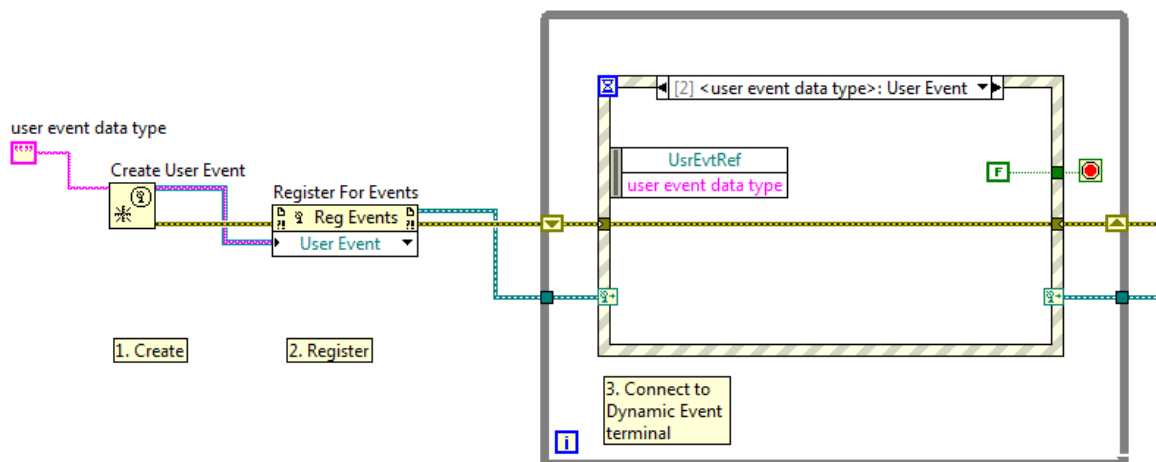 [2] <user event data type>: User Event
user event data type
Create User Event
UsrEvtRef
user event data type
F
Register For Events
Reg Events
User Event
1. Create
2. Register
3. Connect to
Dynamic Event
terminal
i